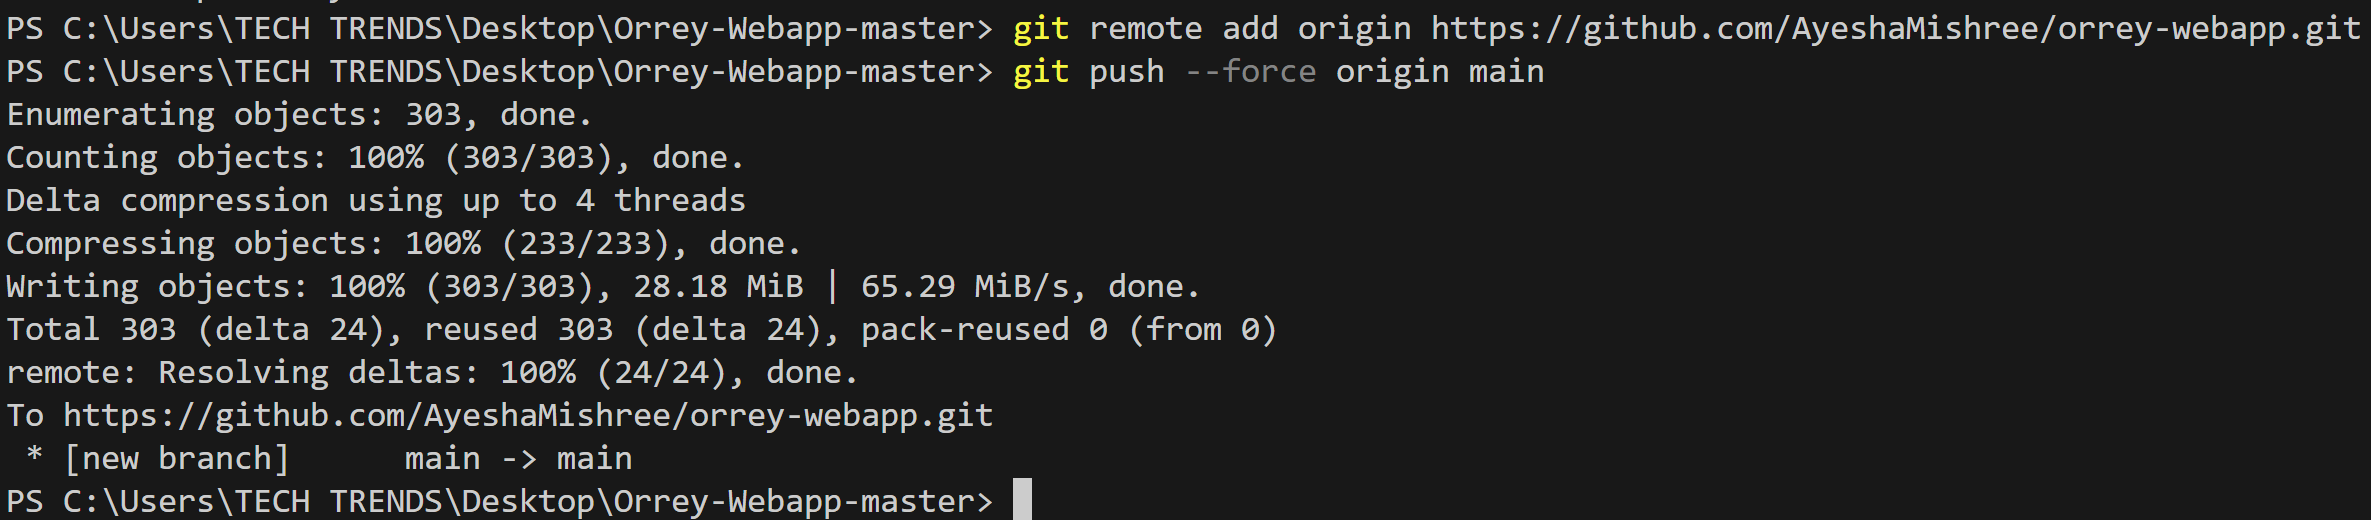 PS C:\Users\TECH TRENDS\Desktop\Orrey-Webapp-master> git remote add origin https://github.com/AyeshaMishree/orrey-webapp.git
PS C:\Users\TECH TRENDS\Desktop\Orrey-Webapp-master> git push --force origin main
Enumerating objects: 303, done.
Counting objects: 100% (303/303), done.
Delta compression using up to 4 threads
Compressing objects: 100% (233/233), done.
Writing objects: 100% (303/303), 28.18 MiB | 65.29 MiB/s, done.
Total 303 (delta 24), reused 303 (delta 24), pack-reused 0 (from 0)
remote: Resolving deltas: 100% (24/24), done.
To https://github.com/AyeshaMishree/orrey-webapp.git
 * [new branch]      main -> main
PS C:\Users\TECH TRENDS\Desktop\Orrey-Webapp-master>